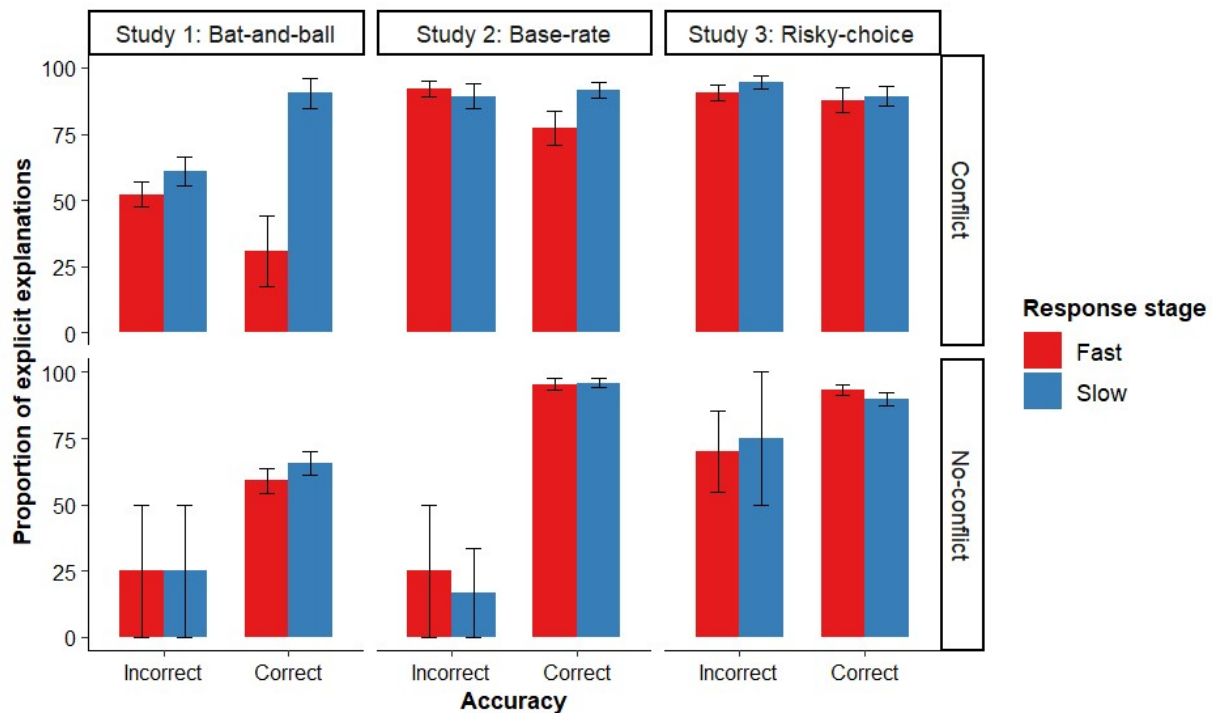 Study 1: Bat-and-ball
Study 2: Base-rate
Study 3: Risky-choice
Proportion of explicit explanations
100
75
50
25
0
Conflict
100
75
50
25
0
No-conflict
Incorrect
Correct
Incorrect
Correct
Incorrect
Correct
Accuracy
Response stage
Fast
Slow